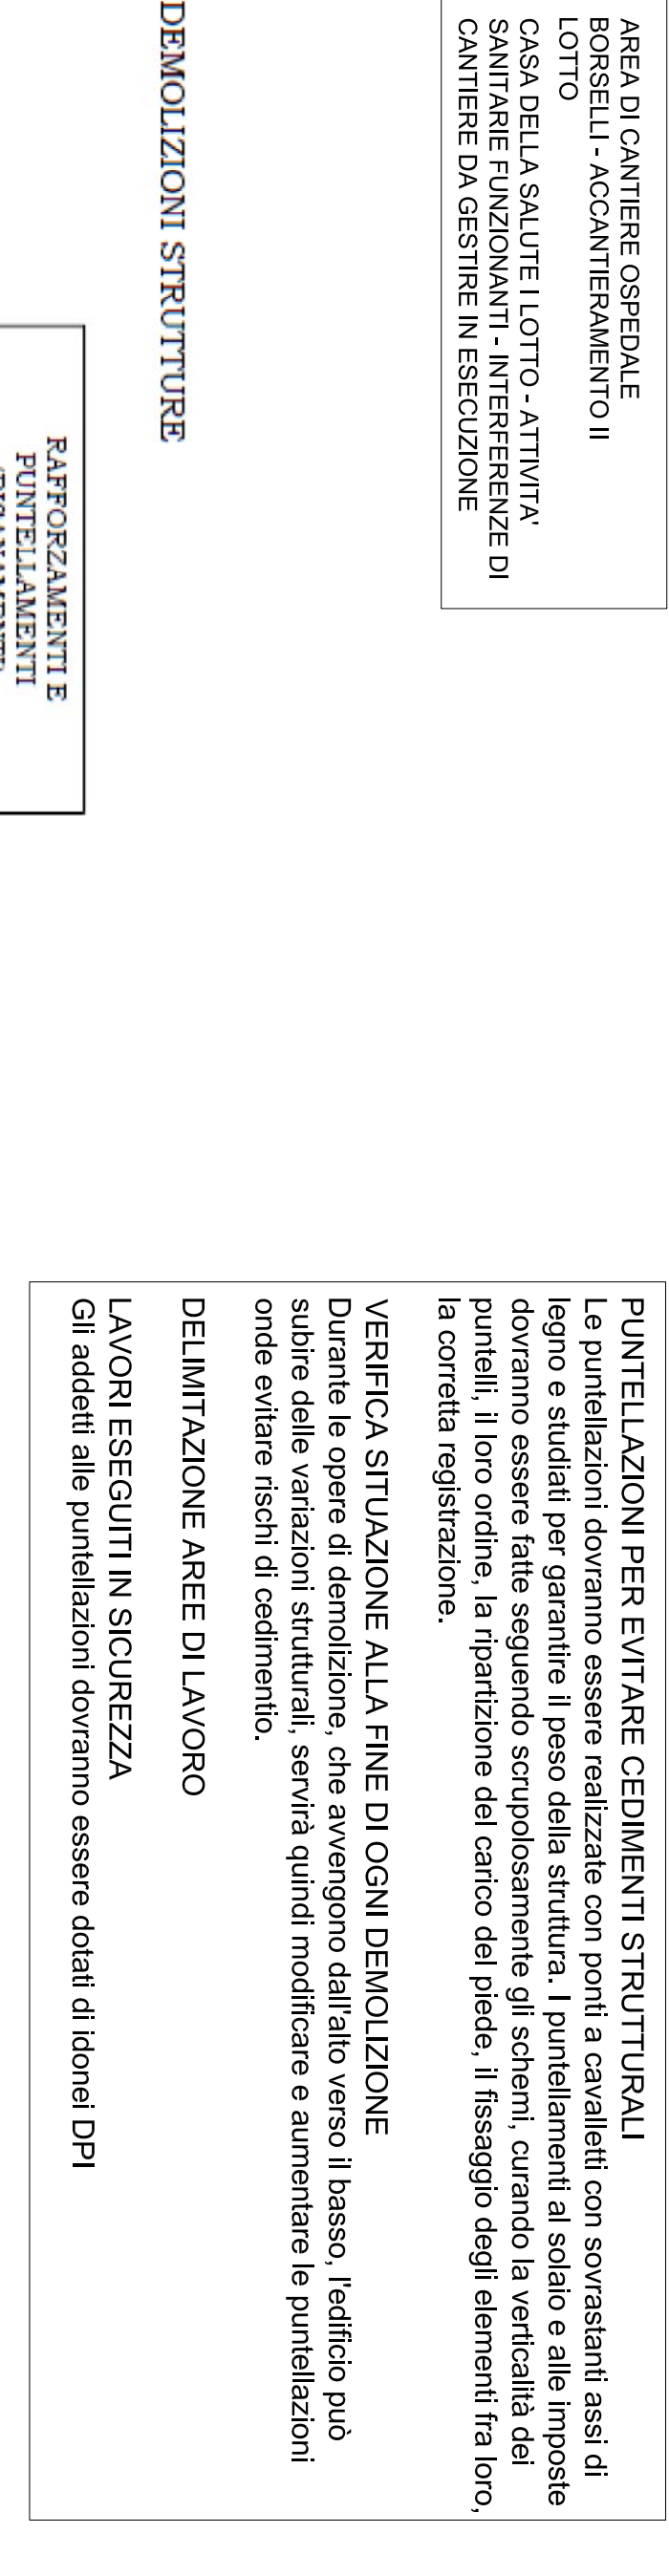 AREA DI CANTIERE OSPEDALE
BORSELLI - ACCANTIERAMENTO II
LOTTO
CASA DELLA SALUTE I LOTTO - ATTIVITA'
SANITARIE FUNZIONANTI - INTERFERENZE DI
CANTIERE DA GESTIRE IN ESECUZIONE
DEMOLIZIONI STRUTTURE
RAFFORZAMENTI E
PUNTELLAMENTI
PUNTELLAZIONI PER EVITARE CEDIMENTI STRUTTURALI
Le puntellazioni dovranno essere realizzate con ponti a cavalletti con sovrastanti assi di
legno e studiati per garantire il peso della struttura. I puntellamenti al solaio e alle imposte
dovranno essere fatte seguendo scrupolosamente gli schemi, curando la verticalità dei
puntelli, il loro ordine, la ripartizione del carico del piede, il fissaggio degli elementi fra loro,
la corretta registrazione.
VERIFICA SITUAZIONE ALLA FINE DI OGNI DEMOLIZIONE
Durante le opere di demolizione, che avvengono dall'alto verso il basso, l'edificio può
subire delle variazioni strutturali, servirà quindi modificare e aumentare le puntellazioni
onde evitare rischi di cedimentio.
DELIMITAZIONE AREE DI LAVORO
LAVORI ESEGUITI IN SICUREZZA
Gli addetti alle puntellazioni dovranno essere dotati di idonei DPI